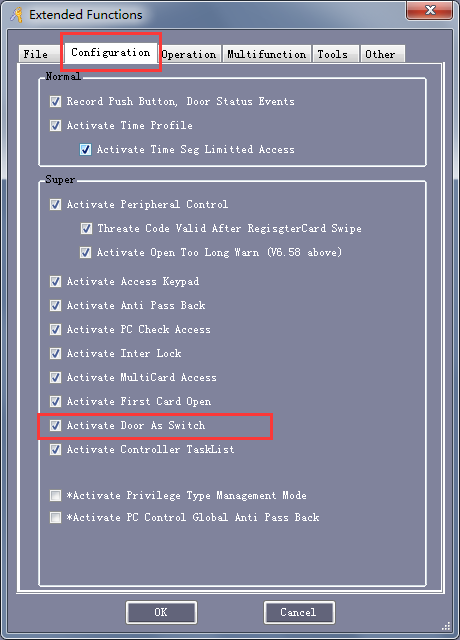 Extended Functions
File Configuration Operation Multifunction Tools Other
Normal
Record Push Button, Door Status Events
Activate Time Profile
Activate Time Seg Limitted Access
Super
Activate Peripheral Control
Threate Code Valid After RegisgterCard Swipe
Activate Open Too Long Warn (V6.58 above)
Activate Access Keypad
Activate Anti Pass Back
Activate PC Check Access
Activate Inter Lock
Activate MultiCard Access
Activate First Card Open
Activate Door As Switch
Activate Controller TaskList
*Activate Privilege Type Management Mode
*Activate PC Control Global Anti Pass Back
OK Cancel